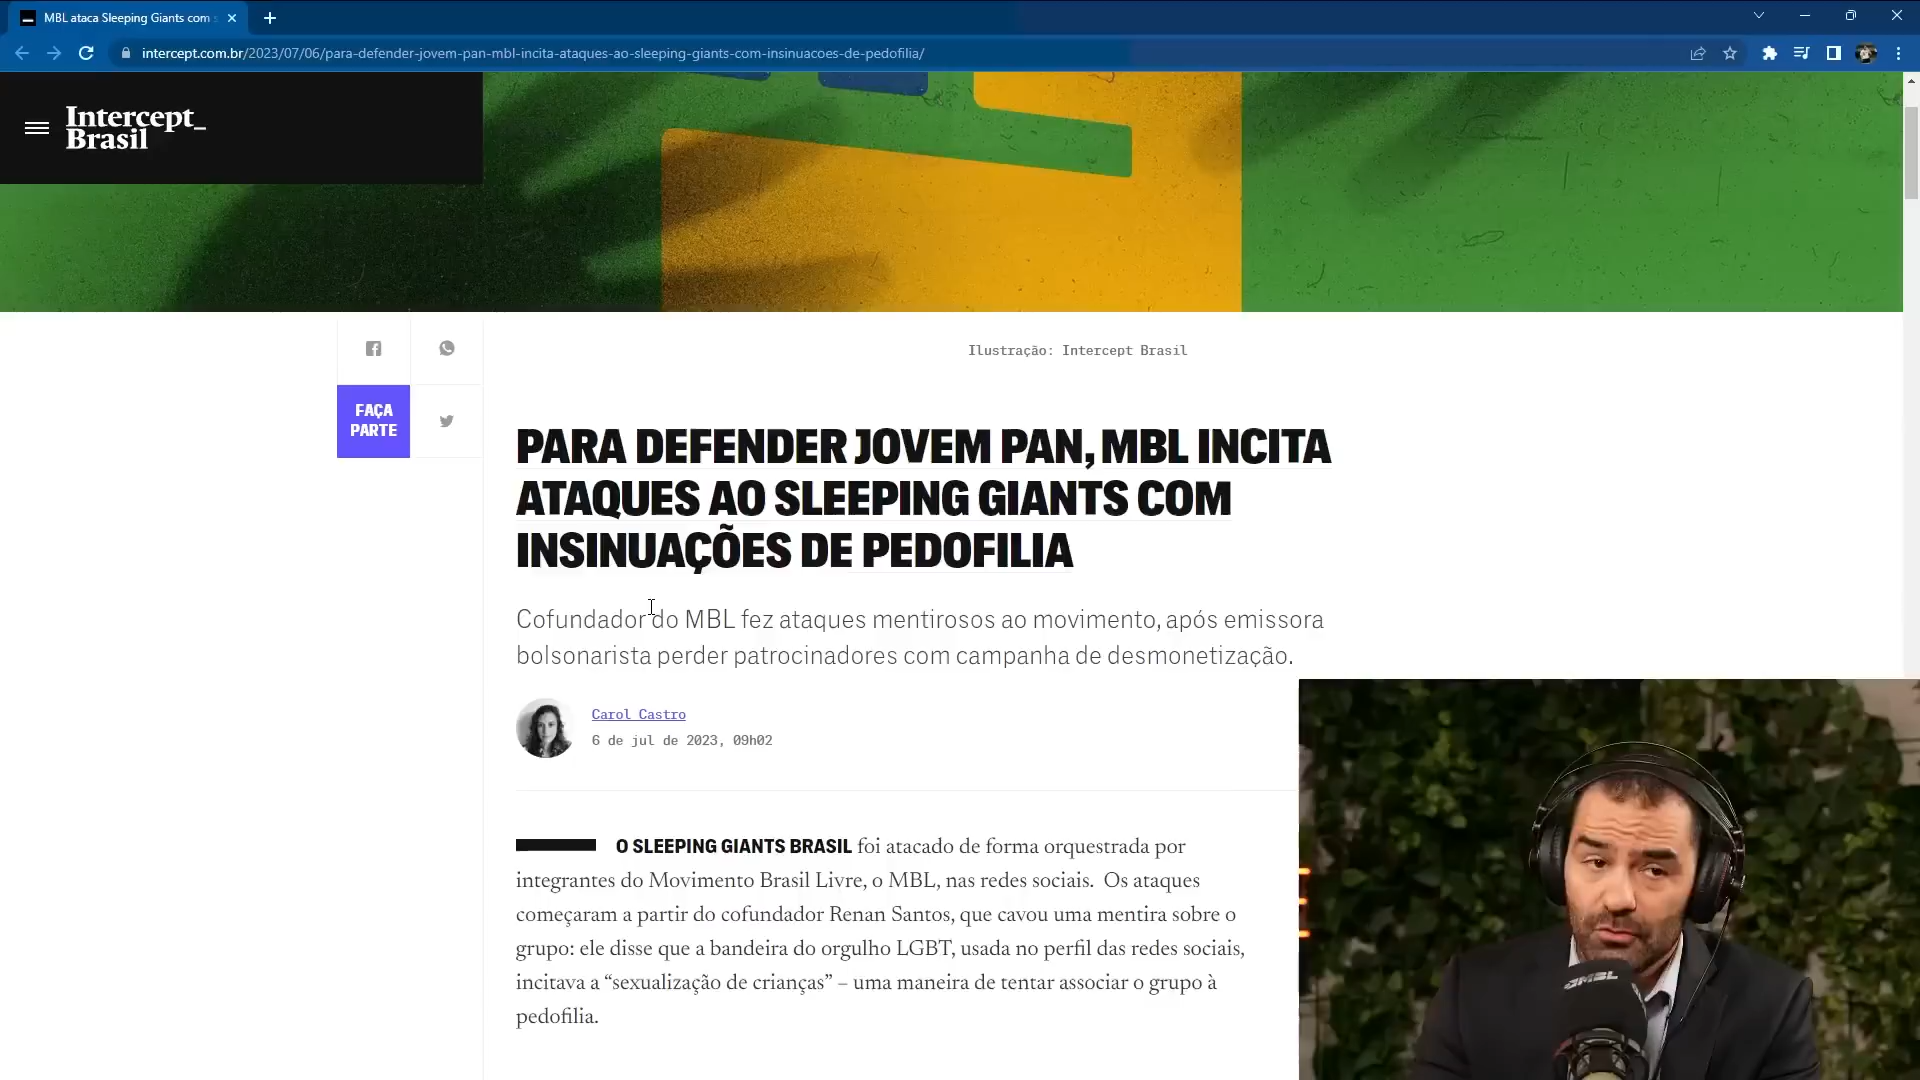 MBL ataca Sleeping Giants com
intercept.com.br/2023/07/06/para-defender-jovem-pan-mbl-incita-ataques-ao-sleeping-giants-com-insinuacoes-de-pedofilia/
Intercept_
Brasil
Ilustração: Intercept Brasil
FAÇA
PARTE
PARA DEFENDER JOVEM PAN, MBL INCITA
ATAQUES AO SLEEPING GIANTS COM
INSINUAÇÕES DE PEDOFILIA
Cofundador do MBL fez ataques mentirosos ao movimento, após emissora
bolsonarista perder patrocinadores com campanha de desmonetização.
Carol Castro
6 de jul de 2023, 09h02
O SLEEPING GIANTS BRASIL foi atacado de forma orquestrada por
integrantes do Movimento Brasil Livre, o MBL, nas redes sociais. Os ataques
começaram a partir do cofundador Renan Santos, que cavou uma mentira sobre o
grupo: ele disse que a bandeira do orgulho LGBT, usada no perfil das redes sociais,
incitava a “sexualização de crianças” – uma maneira de tentar associar o grupo à
pedofilia.
MBL